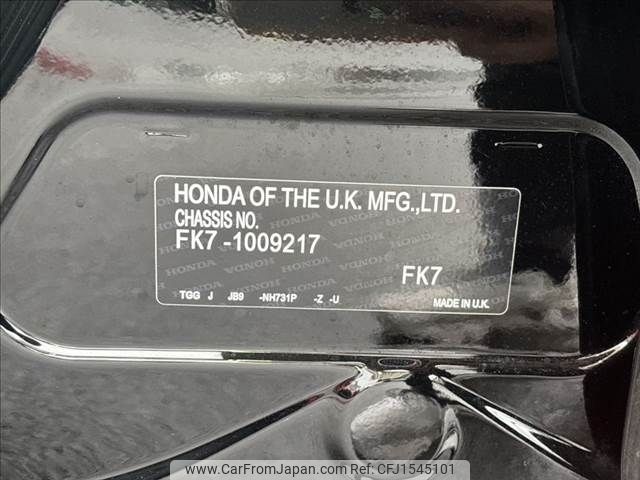 HONDA OF THE U.K. MFG.,LTD.
CHASSIS NO.
FK7 -1009217
FK7
TGG J JB9 -NH731P -Z -U
MADE IN U.K.
www.CarFromJapan.com - CFJ1545101